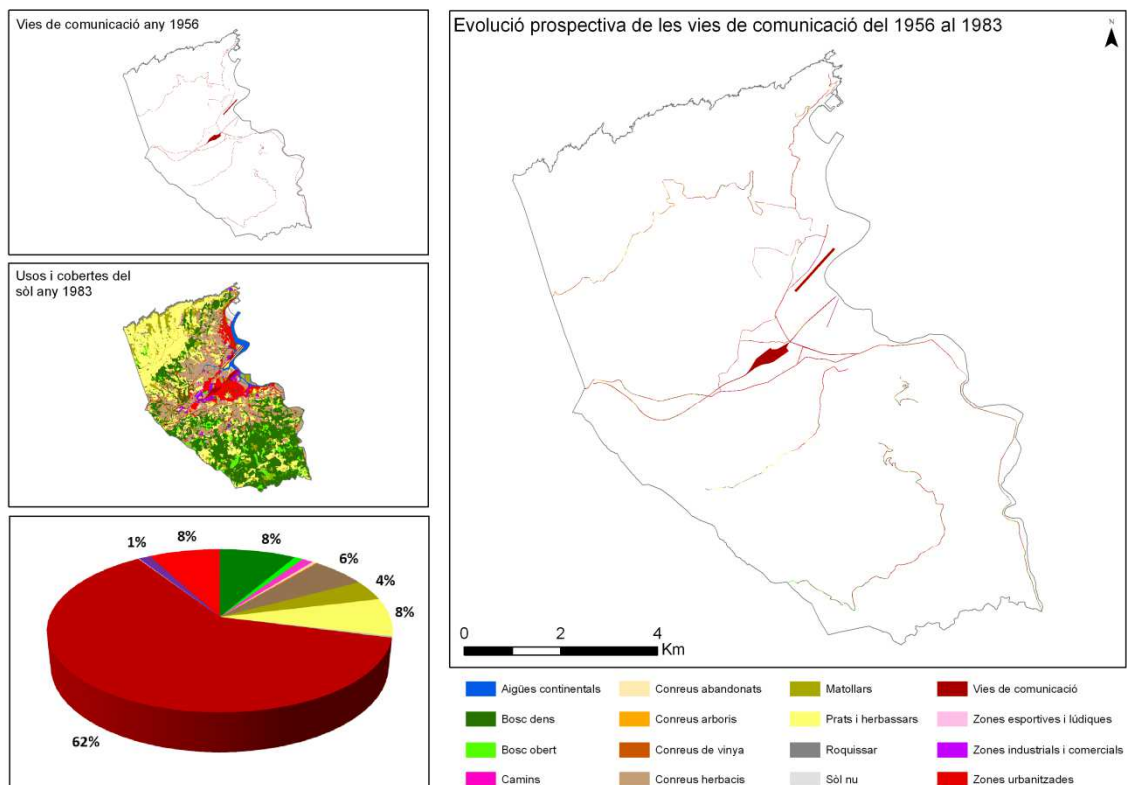 Vies de comunicació any 1956
Evolució prospectiva de les vies de comunicació del 1956 al 1983
N
Usos i cobertes del
sòl any 1983
1%
8%
8%
6%
4%
8%
62%
0
2
4
Km
Aigües continentals
Conreus abandonats
Matollars
Vies de comunicació
Bosc dens
Conreus arboris
Prats i herbassars
Zones esportives i lúdiques
Bosc obert
Conreus de vinya
Roquissar
Zones industrials i comercials
Camins
Conreus herbacis
Sòl nu
Zones urbanitzades